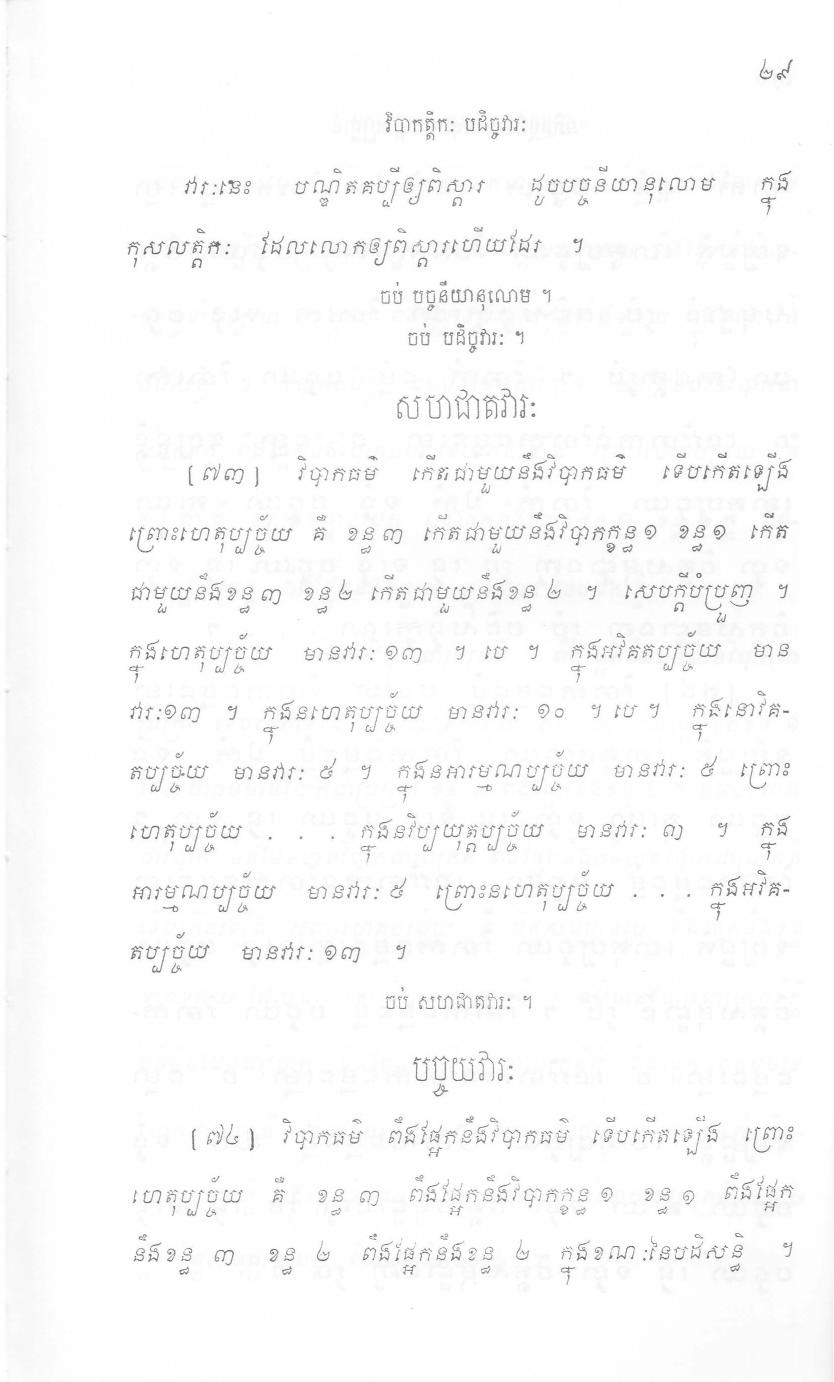 ២៩
វិបាកត្តិកៈ បដិច្ចវារៈ
វារៈនេះ បណ្ឌិតគប្បីឲ្យពិស្តារ ដូចបច្ចនីយានុលោម ក្នុង
កុសលត្តិកៈ ដែលលោកឲ្យពិស្តារហើយដែរ ។
ចប់ បច្ចនីយានុលោម ។
ចប់ បដិច្ចវារៈ ។
សហជាតវារៈ
[៧៣] វិបាកធម៌ កើតជាមួយនឹងវិបាកធម៌ ទើបកើតឡើង
ព្រោះហេតុប្បច្ច័យ គឺ ខន្ធ៣ កើតជាមួយនឹងវិបាកក្ខន្ធ១ ខន្ធ១ កើត
ជាមួយនឹងខន្ធ៣ ខន្ធ២ កើតជាមួយនឹងខន្ធ២ ។ សេបក្តីបំប្រួញ ។
ក្នុងហេតុប្បច្ច័យ មានវារៈ១៣ ។ បេ ។ ក្នុងអវិគតប្បច្ច័យ មាន
វារៈ១៣ ។ ក្នុងនហេតុប្បច្ច័យ មានវារៈ ១០ ។ បេ ។ ក្នុងនោវិគ-
តប្បច្ច័យ មានវារៈ ៥ ។ ក្នុងនអារម្មណប្បច្ច័យ មានវារៈ ៥ ព្រោះ
ហេតុប្បច្ច័យ . . . ក្នុងនវិប្បយុត្តប្បច្ច័យ មានវារៈ ៣ ។ ក្នុង
អារម្មណប្បច្ច័យ មានវារៈ ៥ ព្រោះនហេតុប្បច្ច័យ . . . ក្នុងអវិគ-
តប្បច្ច័យ មានវារៈ ១៣ ។
ចប់ សហជាតវារៈ ។
បច្ចយវារៈ
[៧៤] វិបាកធម៌ ពឹងផ្អែកនឹងវិបាកធម៌ ទើបកើតឡើង ព្រោះ
ហេតុប្បច្ច័យ គឺ ខន្ធ ៣ ពឹងផ្អែកនឹងវិបាកក្ខន្ធ ១ ខន្ធ ១ ពឹងផ្អែក
នឹងខន្ធ ៣ ខន្ធ ២ ពឹងផ្អែកនឹងខន្ធ ២ ក្នុងខណៈនៃបដិសន្ធិ ។